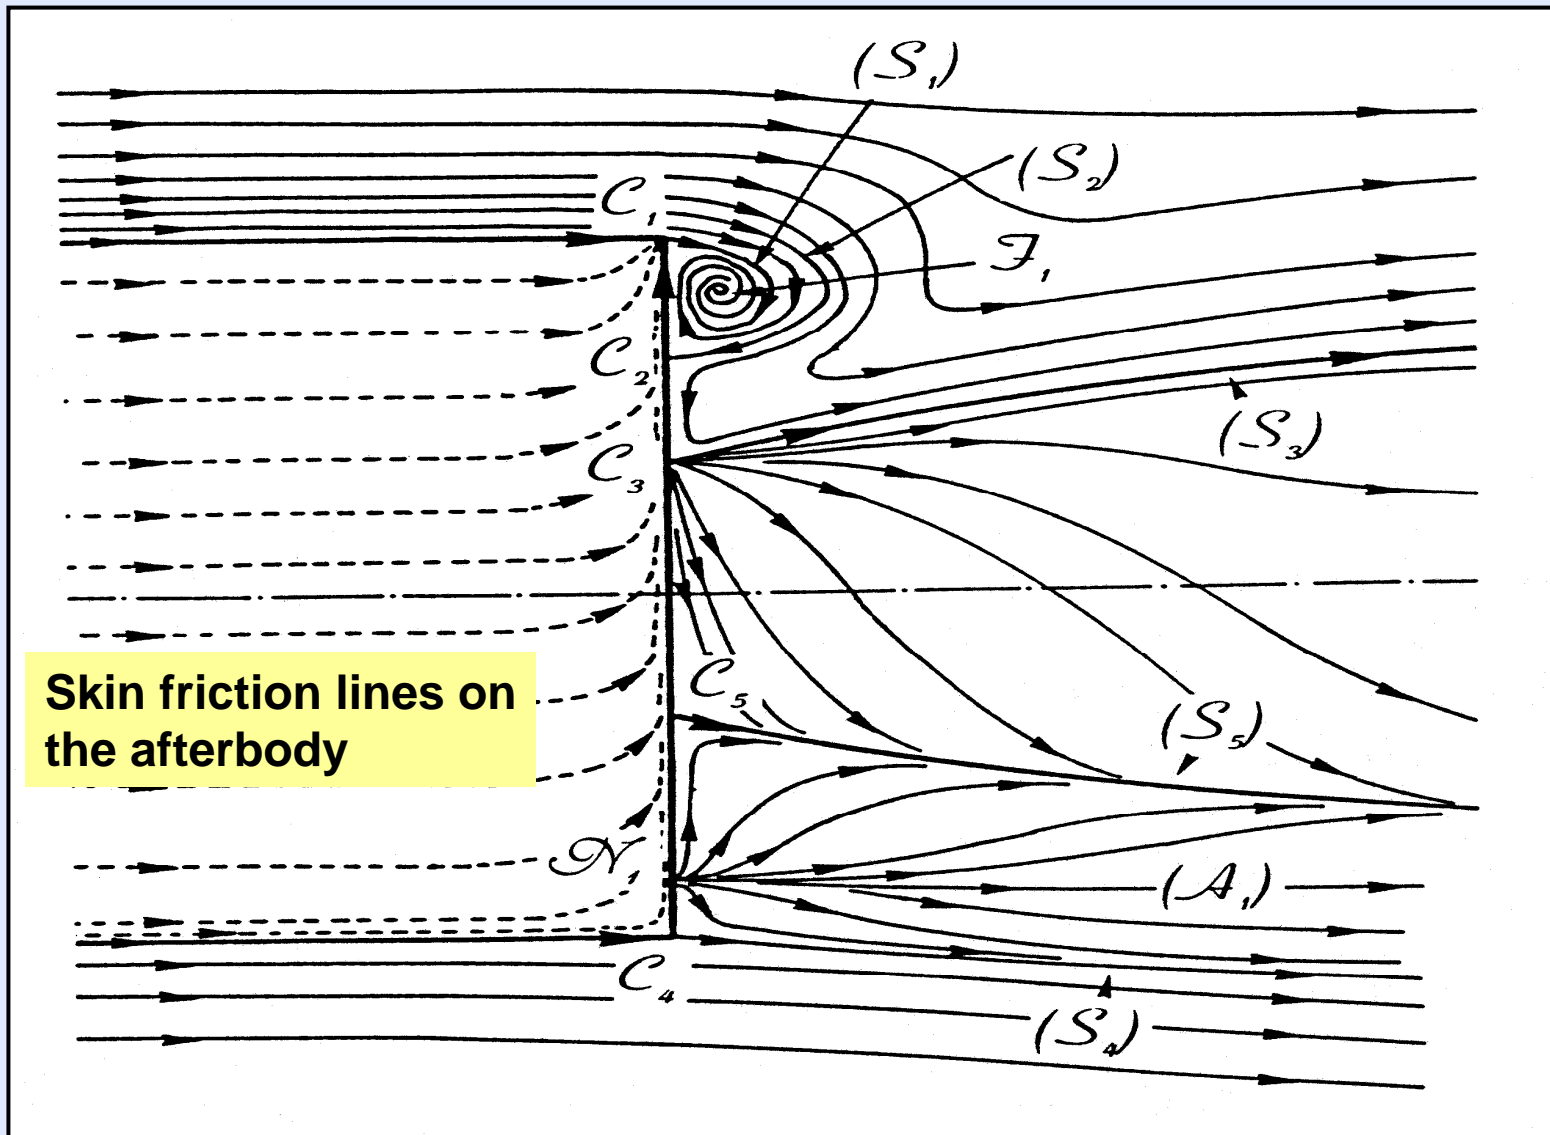 (S₁)
(S₂)
C₁
F₁
C₂
(S₃)
C₃
Skin friction lines on
the afterbody
C₅
(S₅)
N₁
(A₁)
C₄
(S₄)